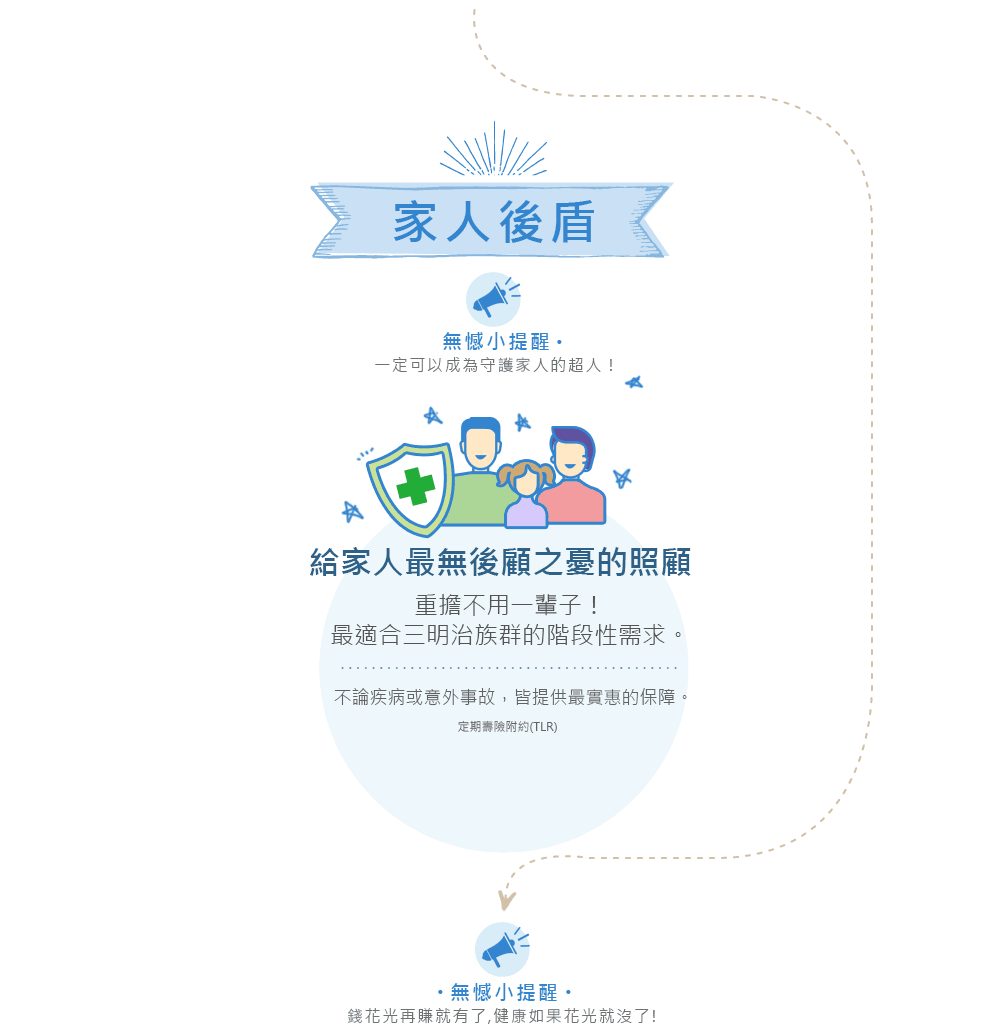 家人後盾
無憾小提醒•
一定可以成為守護家人的超人！
給家人最無後顧之憂的照顧
重擔不用一輩子！
最適合三明治族群的階段性需求。
不論疾病或意外事故，皆提供最實惠的保障。
定期壽險附約(TLR)
•無憾小提醒•
錢花光再賺就有了,健康如果花光就沒了!